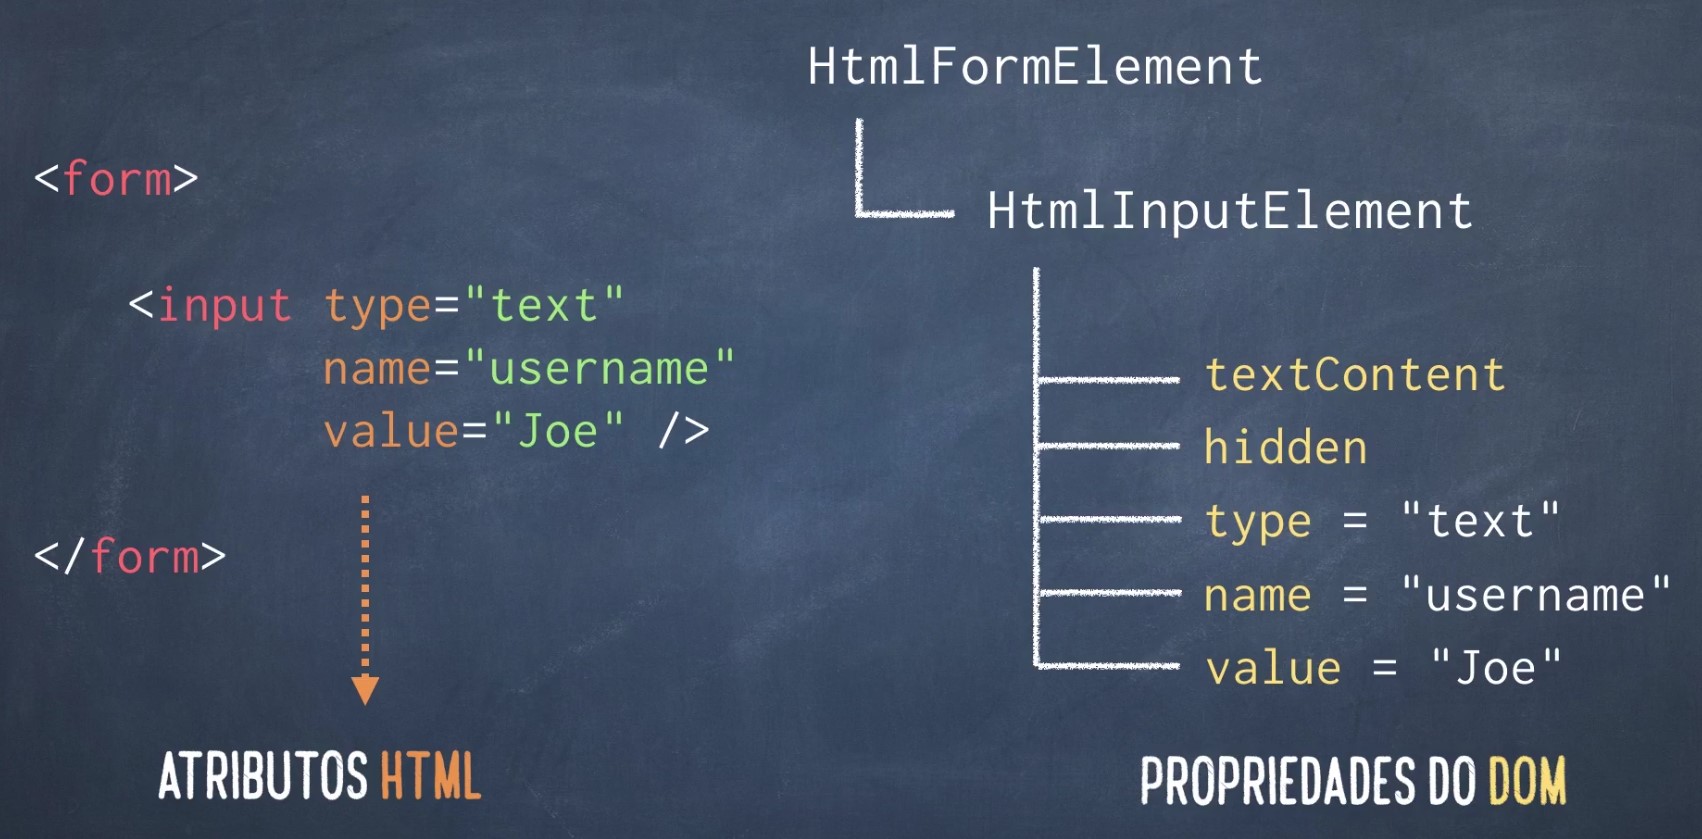 <form>
<input type="text"
name="username"
value="Joe" />
</form>
ATRIBUTOS HTML
HtmlFormElement
HtmlInputElement
textContent
hidden
type = "text"
name = "username"
value = "Joe"
PROPRIEDADES DO DOM